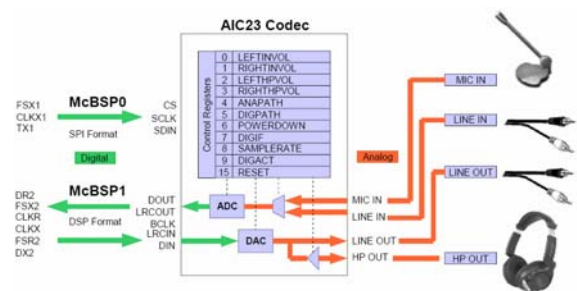 AIC23 Codec
Control Registers
0 LEFTINVOL
1 RIGHTINVOL
2 LEFTHPVOL
3 RIGHTHPVOL
4 ANAPATH
5 DIGPATH
6 POWERDOWN
7 DIGIF
8 SAMPLERATE
9 DIGACT
15 RESET
McBSP0
FSX1
CLKX1
TX1
SPI Format
CS
SCLK
SDIN
Digital
McBSP1
DR2
FSX2
CLKR
CLKX
FSR2
DX2
DSP Format
DOUT
LRCOUT
BCLK
LRCIN
DIN
ADC
DAC
Analog
MIC IN
LINE IN
LINE OUT
HP OUT
MIC IN
LINE IN
LINE OUT
HP OUT